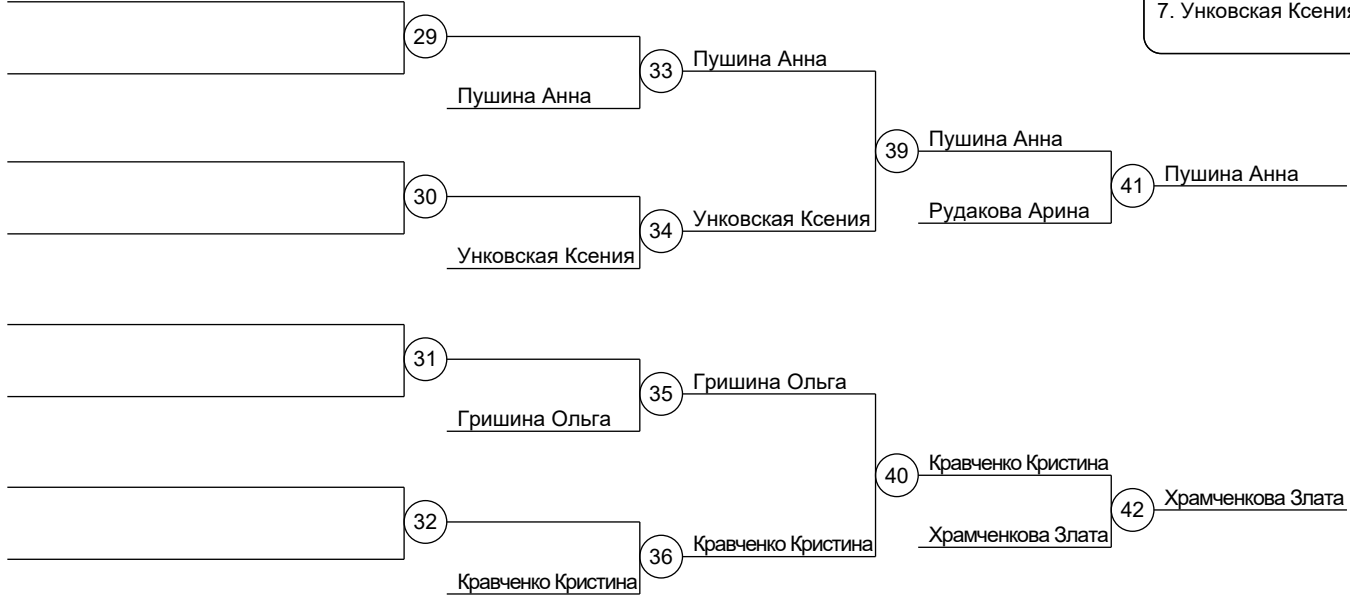 7. Унковская Ксения
29
33
Пушина Анна
Пушина Анна
39
Пушина Анна
30
41
Пушина Анна
34
Унковская Ксения
Рудакова Арина
Унковская Ксения
31
35
Гришина Ольга
Гришина Ольга
40
Кравченко Кристина
32
42
Храмченкова Злата
36
Кравченко Кристина
Храмченкова Злата
Кравченко Кристина